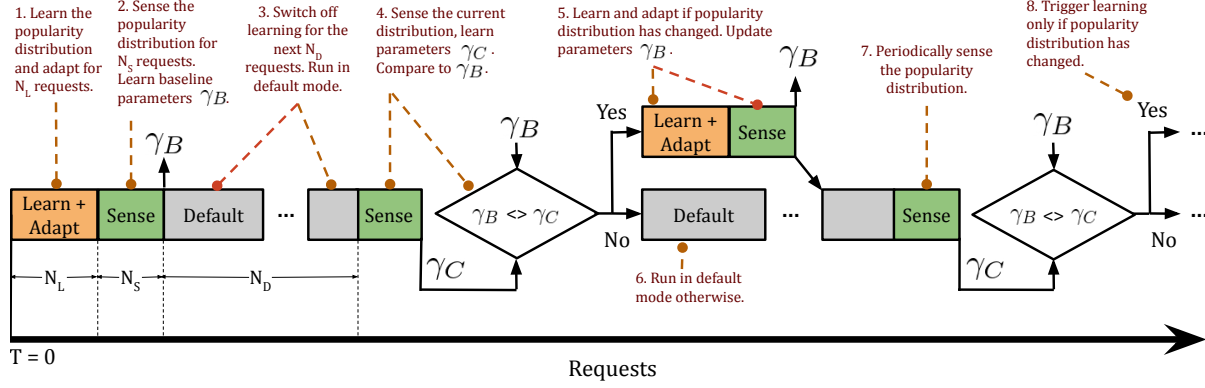 1. Learn the
popularity
distribution
and adapt for
N_L requests.
2. Sense the
popularity
distribution for
N_S requests.
Learn baseline
parameters γ_B.
3. Switch off
learning for the
next N_D
requests. Run in
default mode.
4. Sense the current
distribution, learn
parameters γ_C.
Compare to γ_B.
5. Learn and adapt if popularity
distribution has changed. Update
parameters γ_B.
7. Periodically sense
the popularity
distribution.
8. Trigger learning
only if popularity
distribution has
changed.
γ_B
Learn +
Adapt
Sense
Default
...
Sense
γ_B
γ_B <> γ_C
γ_C
Yes
No
γ_B
Learn +
Adapt
Sense
Default
...
6. Run in default
mode otherwise.
Sense
γ_B
γ_B <> γ_C
γ_C
Yes
...
No
...
N_L
N_S
N_D
T = 0
Requests